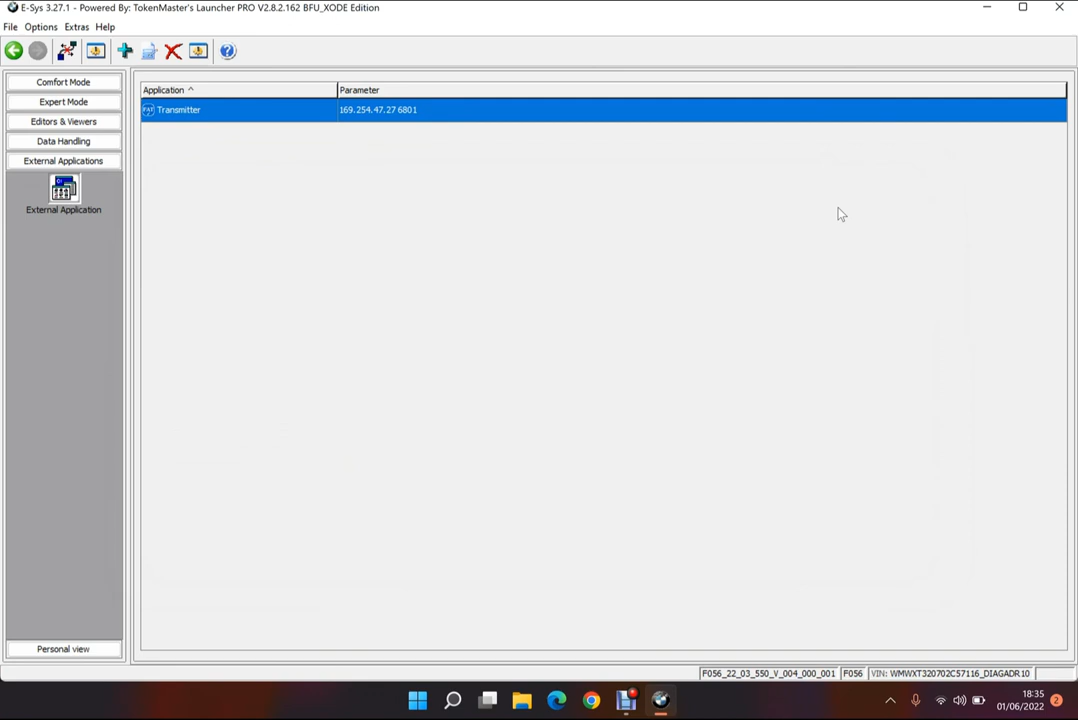 E-Sys 3.27.1 - Powered By: TokenMaster's Launcher PRO V2.8.2.162 BFU_XODE Edition
File Options Extras Help
Comfort Mode
Expert Mode
Editors & Viewers
Data Handling
External Applications
External Application
Personal view
Application Parameter
Transmitter 169.254.47.27 6801
F056_22_03_550_V_004_000_001 F056 VIN: WMWXT320702C57116_DIAGADR10
18:35
01/06/2022
2